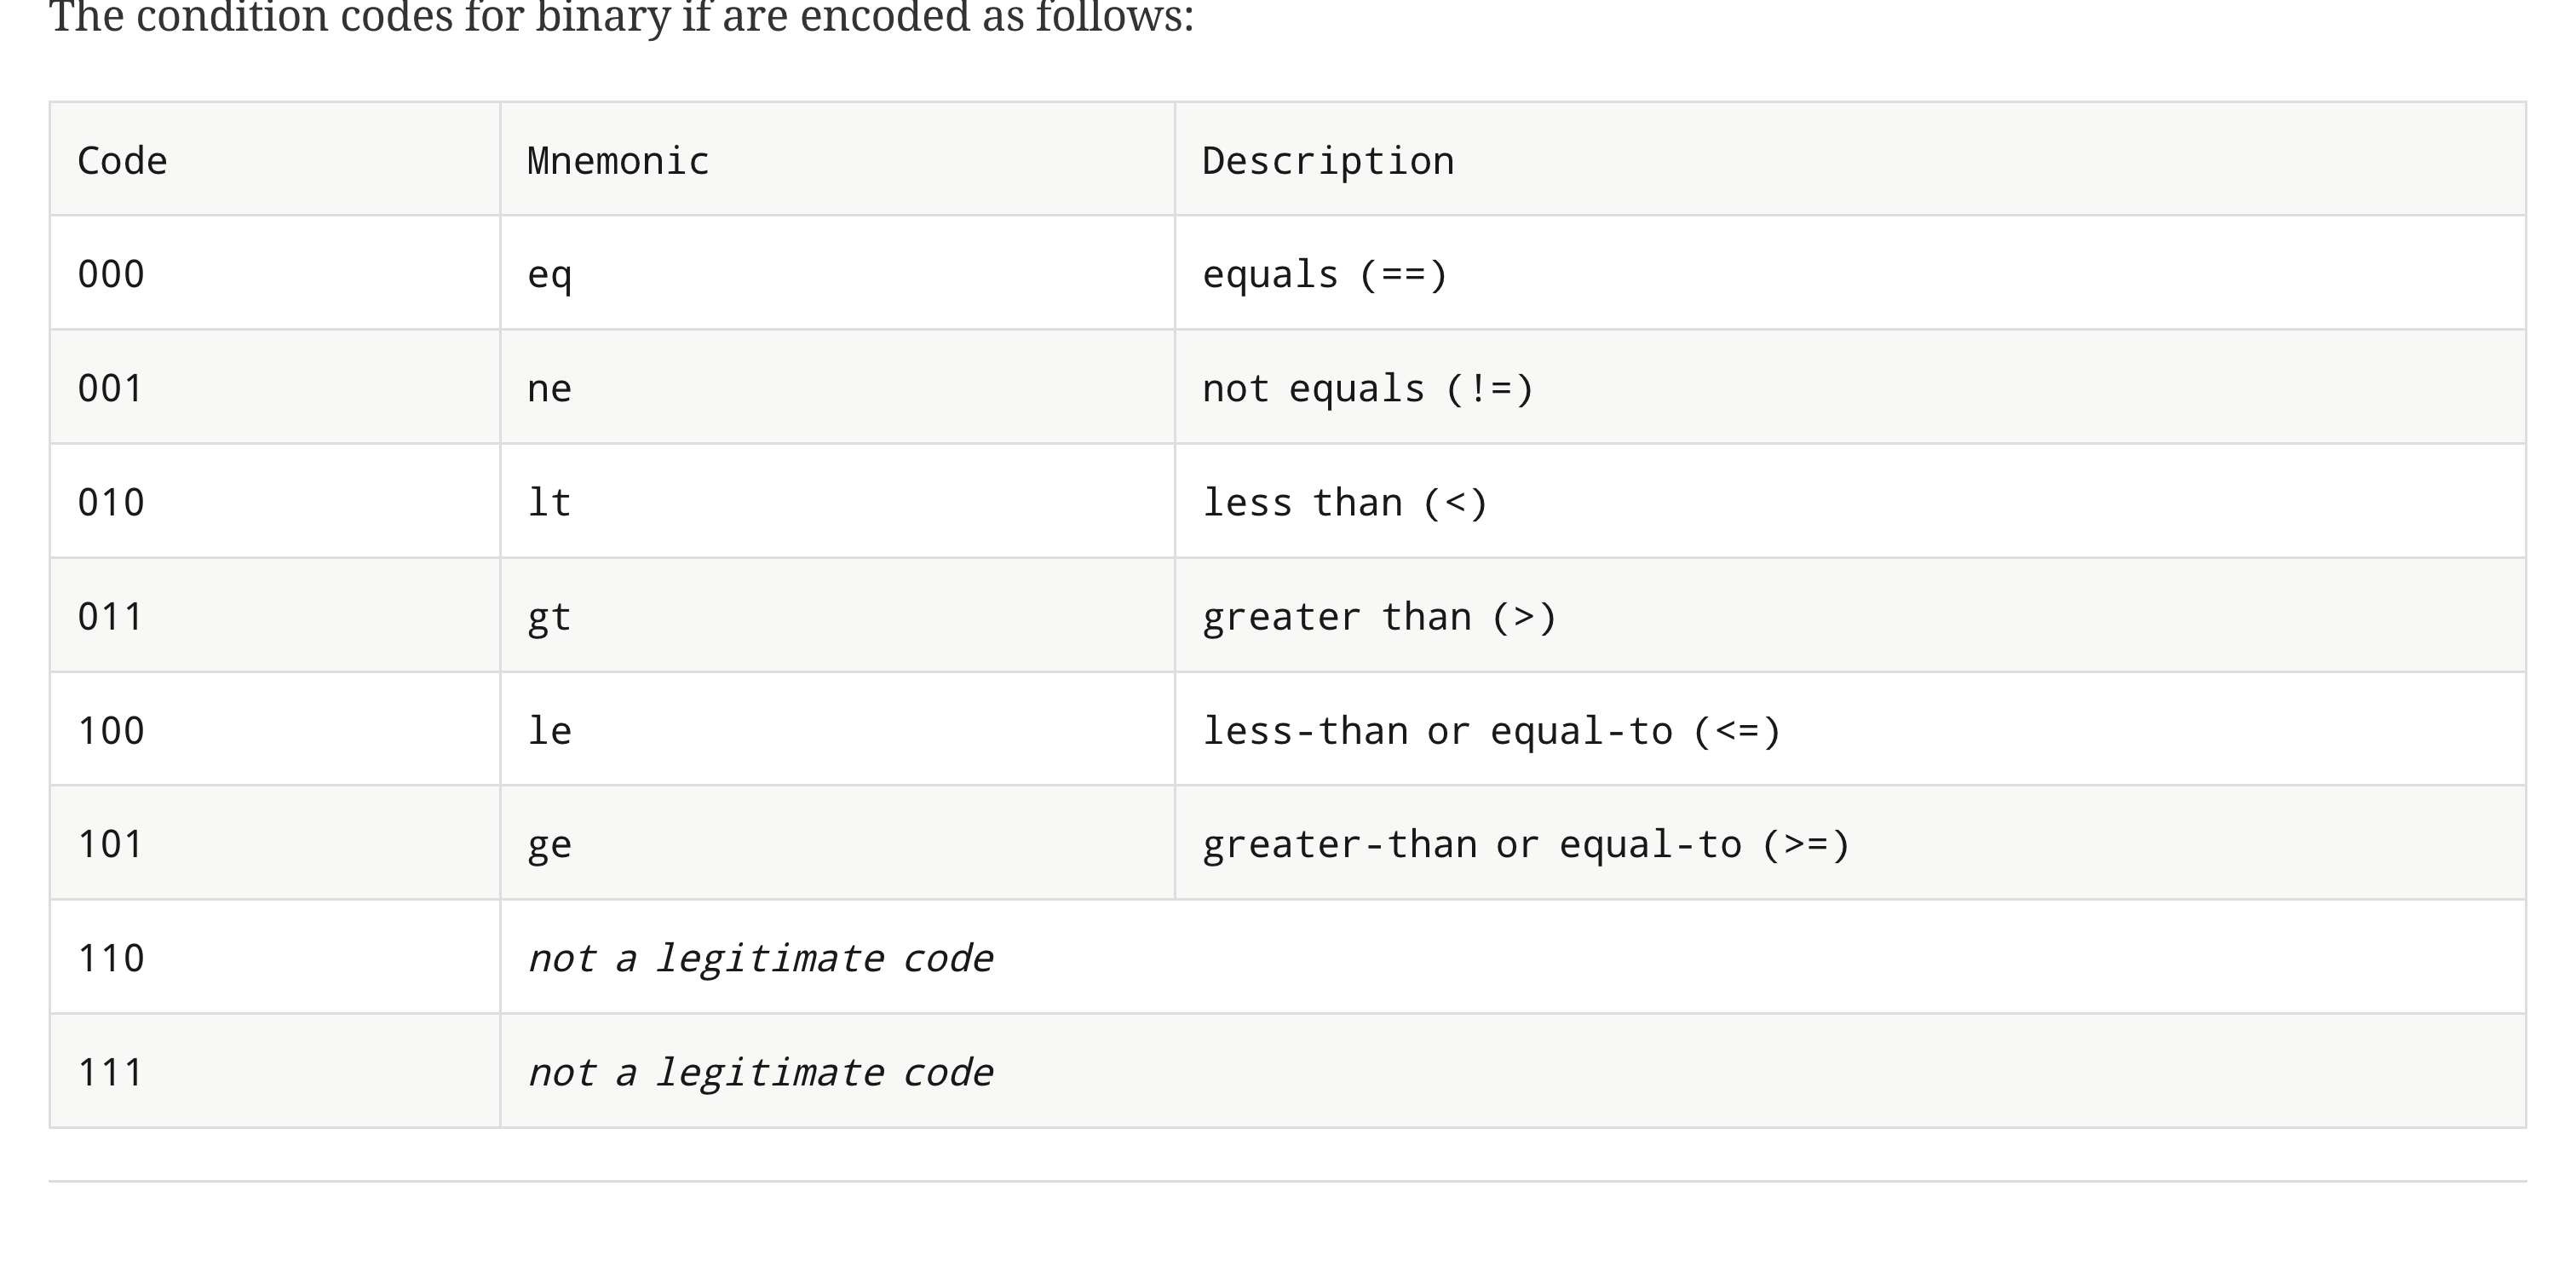 The condition codes for binary if are encoded as follows:
Code Mnemonic Description
000 eq equals (==)
001 ne not equals (!=)
010 lt less than (<)
011 gt greater than (>)
100 le less-than or equal-to (<=)
101 ge greater-than or equal-to (>=)
110 not a legitimate code
111 not a legitimate code